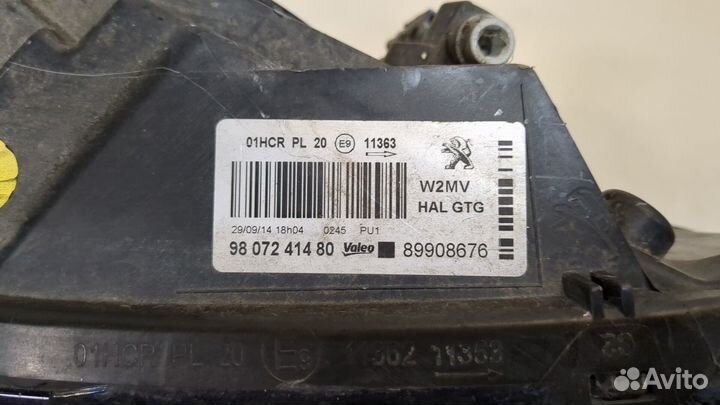 01HCR PL 20 E9 11363
W2MV
HAL GTG
29/09/14 18h04 0245 PU1
98 072 414 80 Valeo 89908676
01HCR PL 20 E9 11362 11363
Avito